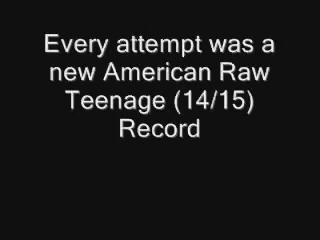 Every attempt was a
new American Raw
Teenage (14/15)
Record